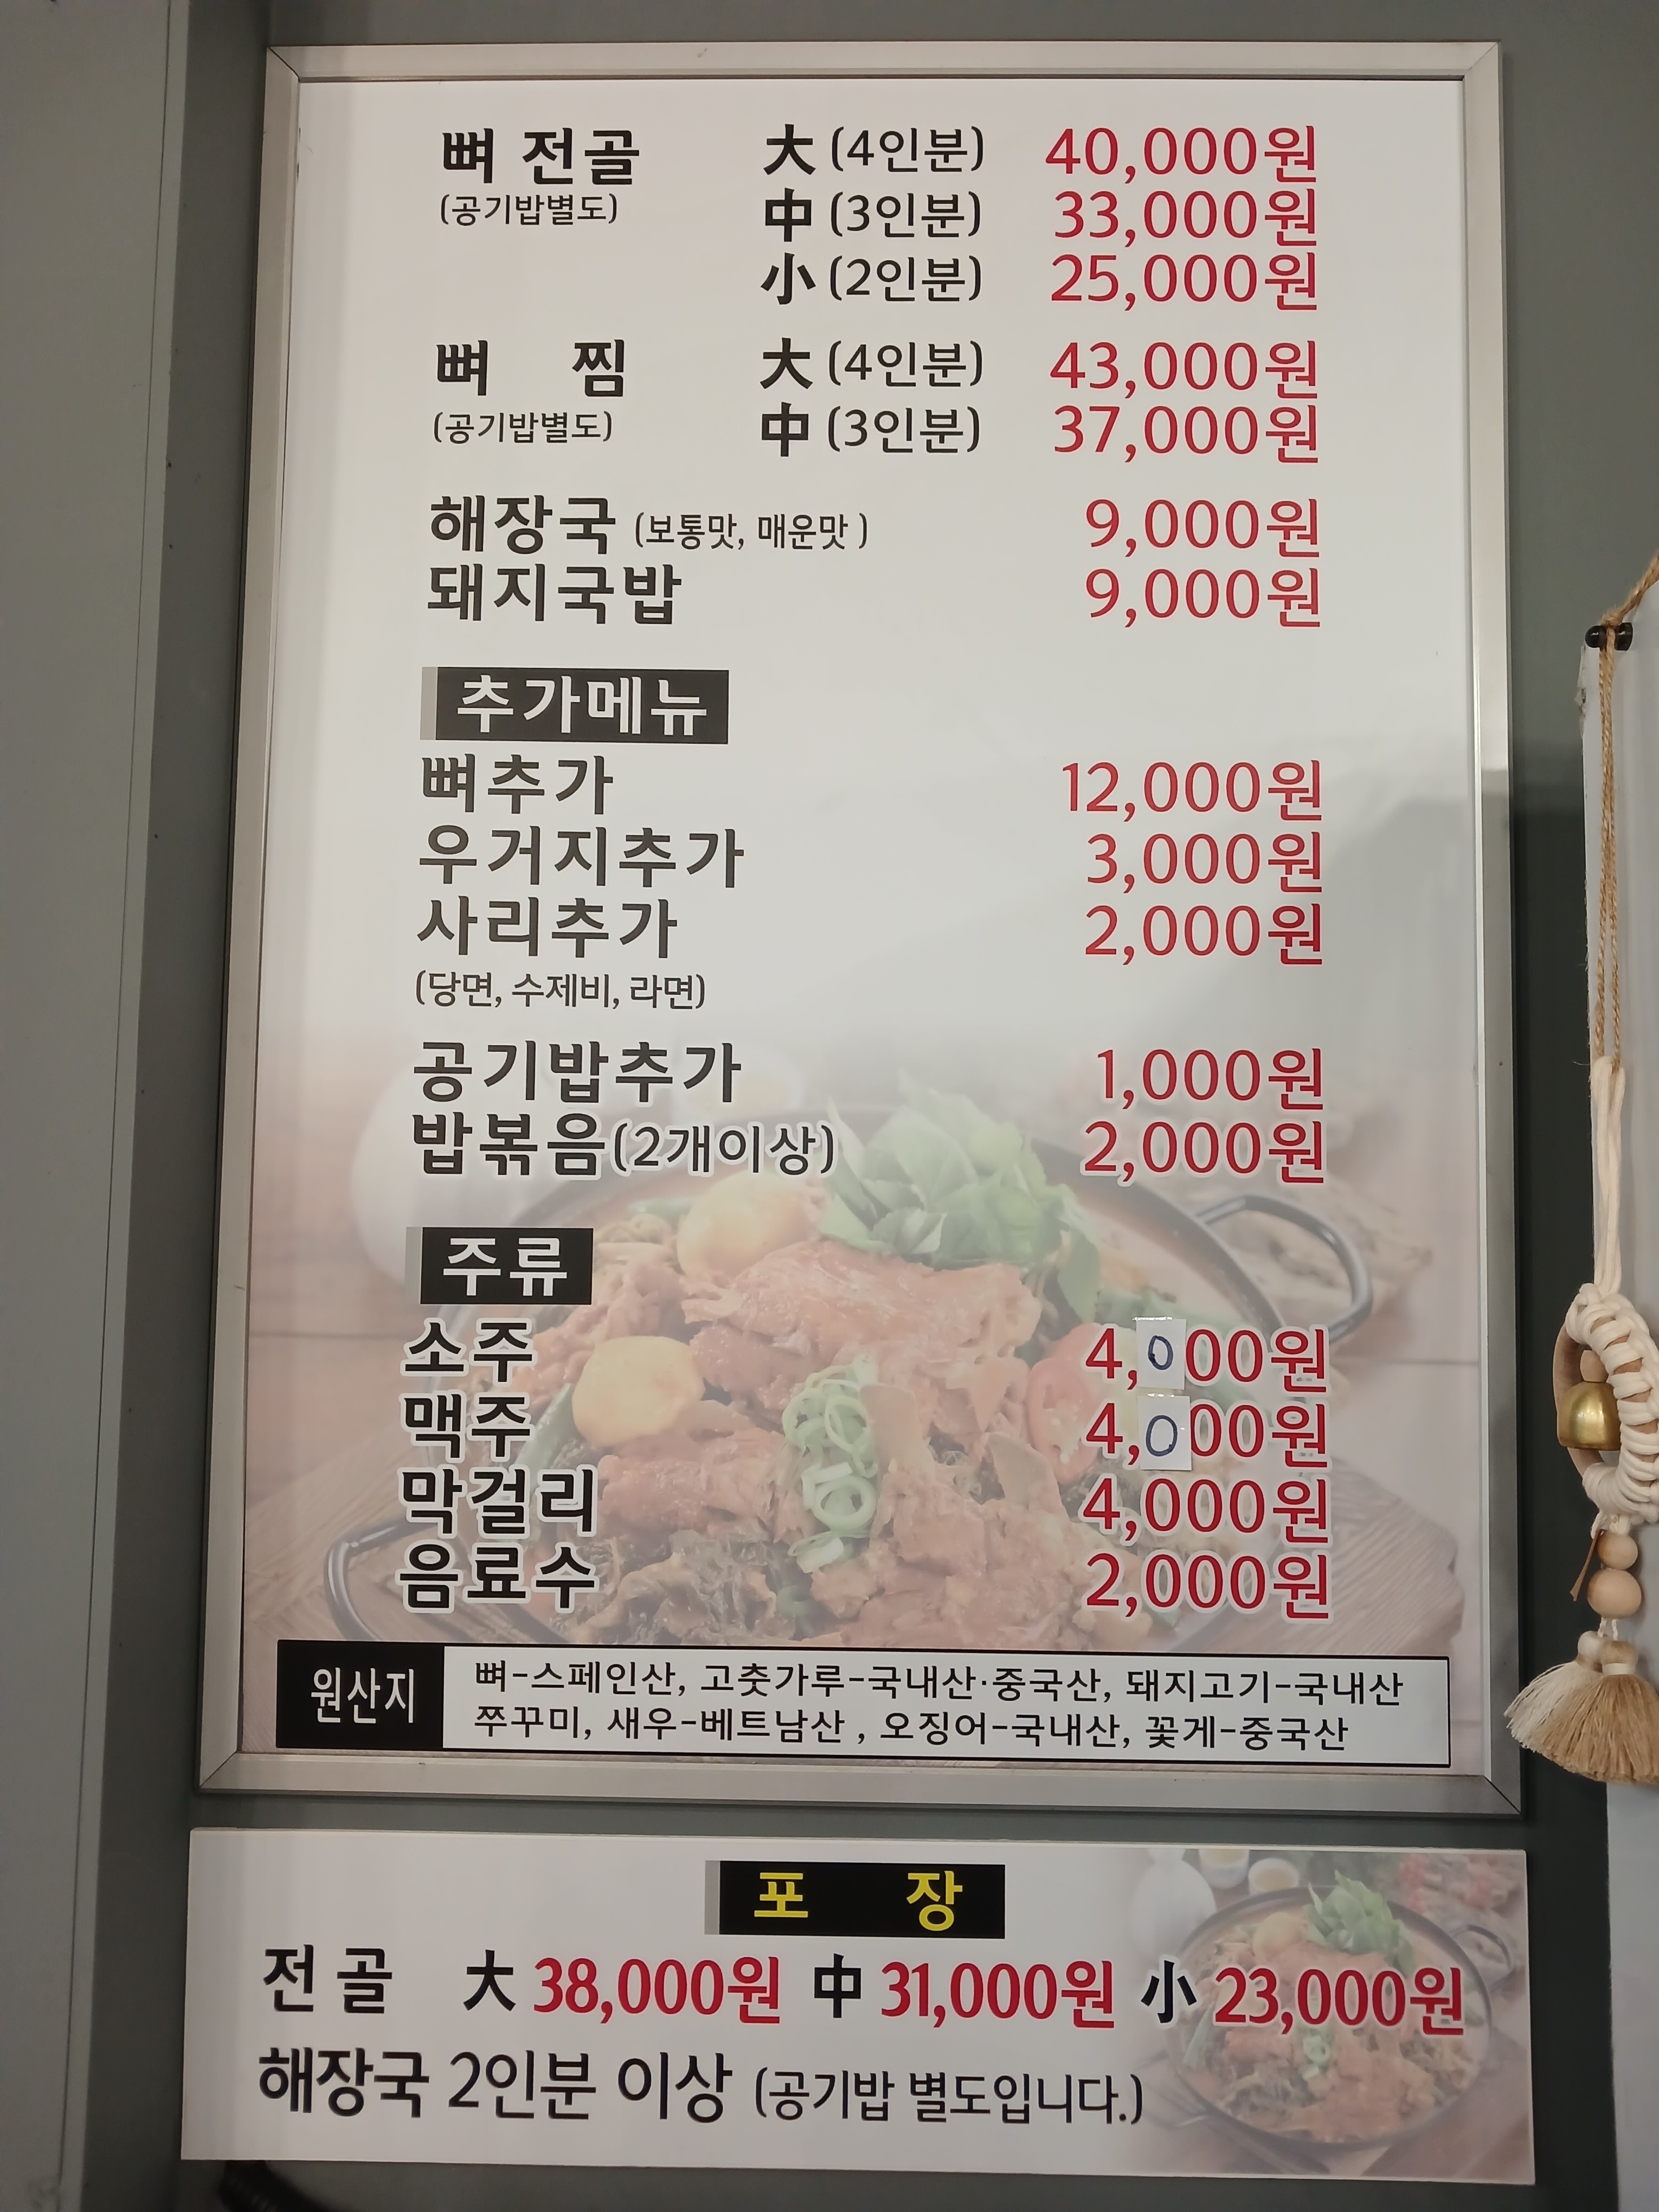 뼈 전골 大 (4인분) 40,000원
(공기밥별도) 中 (3인분) 33,000원
小 (2인분) 25,000원
뼈 찜 大 (4인분) 43,000원
(공기밥별도) 中 (3인분) 37,000원
해장국 (보통맛, 매운맛 ) 9,000원
돼지국밥 9,000원
추가메뉴
뼈추가 12,000원
우거지추가 3,000원
사리추가 2,000원
(당면, 수제비, 라면)
공기밥추가 1,000원
밥볶음(2개이상) 2,000원
주류
소주 4,000원
맥주 4,000원
막걸리 4,000원
음료수 2,000원
원산지 뼈-스페인산, 고춧가루-국내산·중국산, 돼지고기-국내산
쭈꾸미, 새우-베트남산 , 오징어-국내산, 꽃게-중국산
포 장
전골 大 38,000원 中 31,000원 小 23,000원
해장국 2인분 이상 (공기밥 별도입니다.)